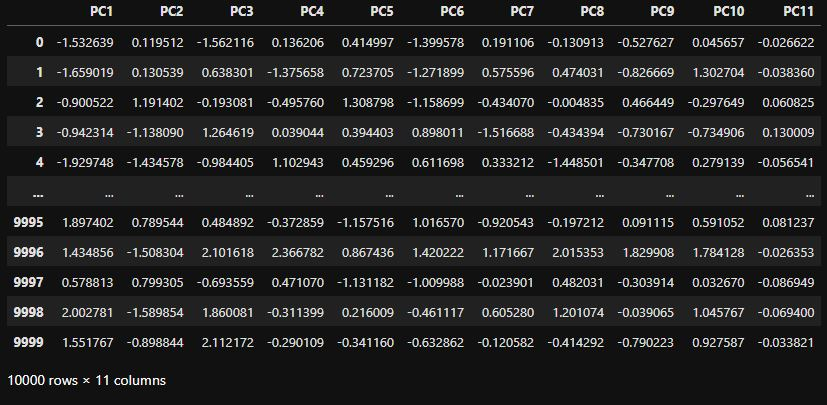 PC1 PC2 PC3 PC4 PC5 PC6 PC7 PC8 PC9 PC10 PC11
0 -1.532639 0.119512 -1.562116 0.136206 0.414997 -1.399578 0.191106 -0.130913 -0.527627 0.045657 -0.026622
1 -1.659019 0.130539 0.638301 -1.375658 0.723705 -1.271899 0.575596 0.474031 -0.826669 1.302704 -0.038360
2 -0.900522 1.191402 -0.193081 -0.495760 1.308798 -1.158699 -0.434070 -0.004835 0.466449 -0.297649 0.060825
3 -0.942314 -1.138090 1.264619 0.039044 0.394403 0.898011 -1.516688 -0.434394 -0.730167 -0.734906 0.130009
4 -1.929748 -1.434578 -0.984405 1.102943 0.459296 0.611698 0.333212 -1.448501 -0.347708 0.279139 -0.056541
... ... ... ... ... ... ... ... ... ... ... ...
9995 1.897402 0.789544 0.484892 -0.372859 -1.157516 1.016570 -0.920543 -0.197212 0.091115 0.591052 0.081237
9996 1.434856 -1.508304 2.101618 2.366782 0.867436 1.420222 1.171667 2.015353 1.829908 1.784128 -0.026353
9997 0.578813 0.799305 -0.693559 0.471070 -1.131182 -1.009988 -0.023901 0.482031 -0.303914 0.032670 -0.086949
9998 2.002781 -1.589854 1.860081 -0.311399 0.216009 -0.461117 0.605280 1.201074 -0.039065 1.045767 -0.069400
9999 1.551767 -0.898844 2.112172 -0.290109 -0.341160 -0.632862 -0.120582 -0.414292 -0.790223 0.927587 -0.033821
10000 rows × 11 columns